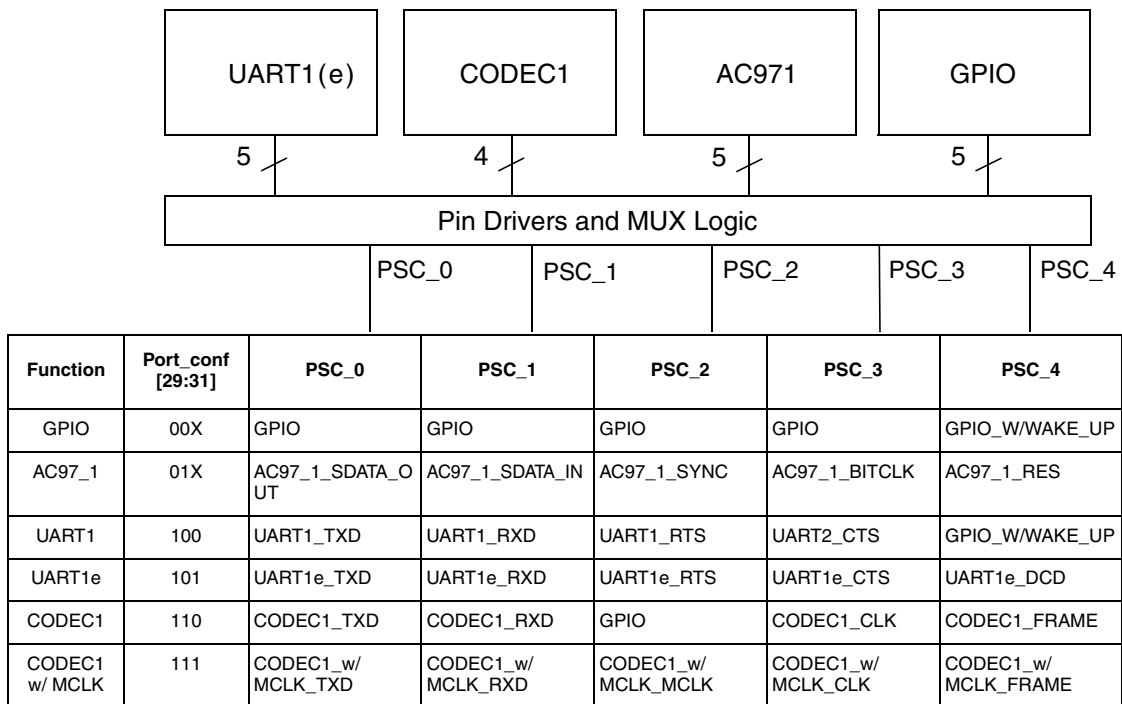 UART1(e) CODEC1 AC971 GPIO
5 4 5 5
Pin Drivers and MUX Logic
PSC_0 PSC_1 PSC_2 PSC_3 PSC_4
Function Port_conf [29:31] PSC_0 PSC_1 PSC_2 PSC_3 PSC_4
GPIO 00X GPIO GPIO GPIO GPIO GPIO_W/WAKE_UP
AC97_1 01X AC97_1_SDATA_O AC97_1_SDATA_IN AC97_1_SYNC AC97_1_BITCLK AC97_1_RES
UT
UART1 100 UART1_TXD UART1_RXD UART1_RTS UART2_CTS GPIO_W/WAKE_UP
UART1e 101 UART1e_TXD UART1e_RXD UART1e_RTS UART1e_CTS UART1e_DCD
CODEC1 110 CODEC1_TXD CODEC1_RXD GPIO CODEC1_CLK CODEC1_FRAME
CODEC1 111 CODEC1_w/ CODEC1_w/ CODEC1_w/ CODEC1_w/ CODEC1_w/
w/ MCLK MCLK_TXD MCLK_RXD MCLK_MCLK MCLK_CLK MCLK_FRAME